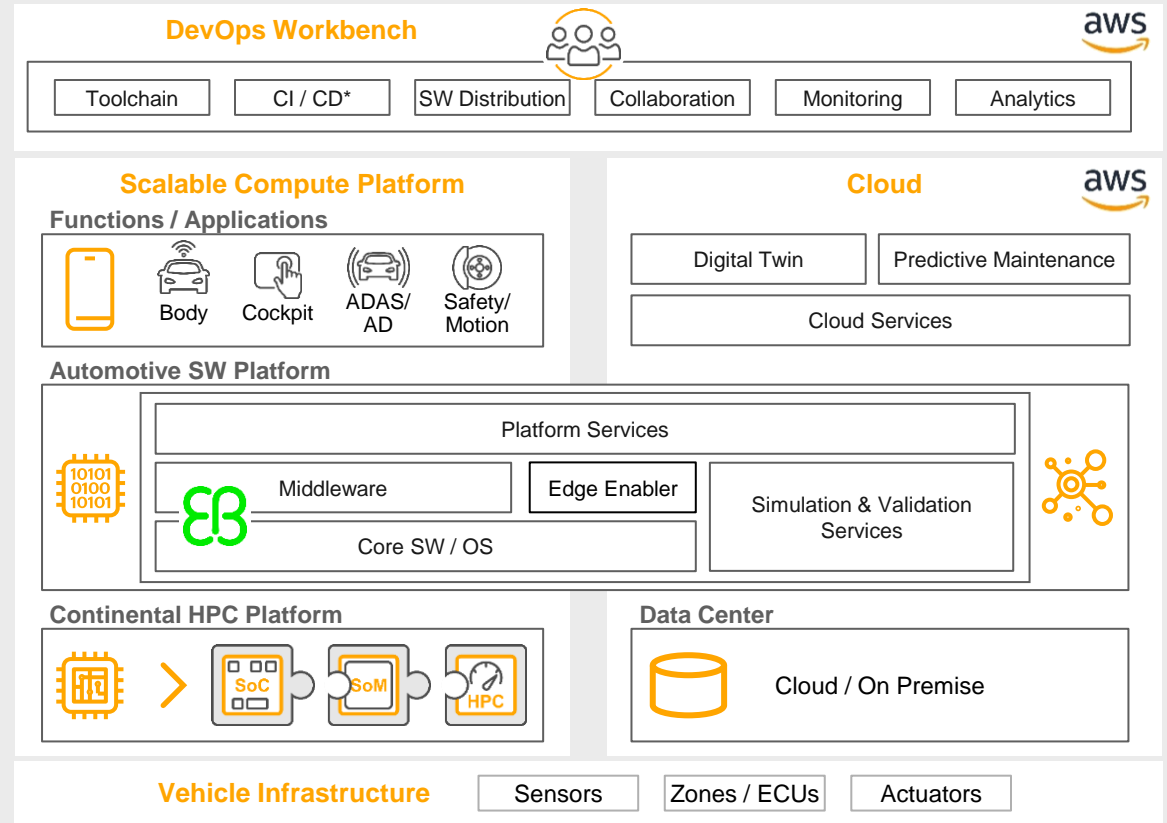 DevOps Workbench
aws
Toolchain
CI / CD*
SW Distribution
Collaboration
Monitoring
Analytics
Scalable Compute Platform
Functions / Applications
Body
Cockpit
ADAS/
AD
Safety/
Motion
Cloud
aws
Digital Twin
Predictive Maintenance
Cloud Services
Automotive SW Platform
10101
0100
10101
Platform Services
Middleware
Edge Enabler
EB
Core SW / OS
Simulation & Validation
Services
Continental HPC Platform
SoC
SoM
HPC
Data Center
Cloud / On Premise
Vehicle Infrastructure
Sensors
Zones / ECUs
Actuators